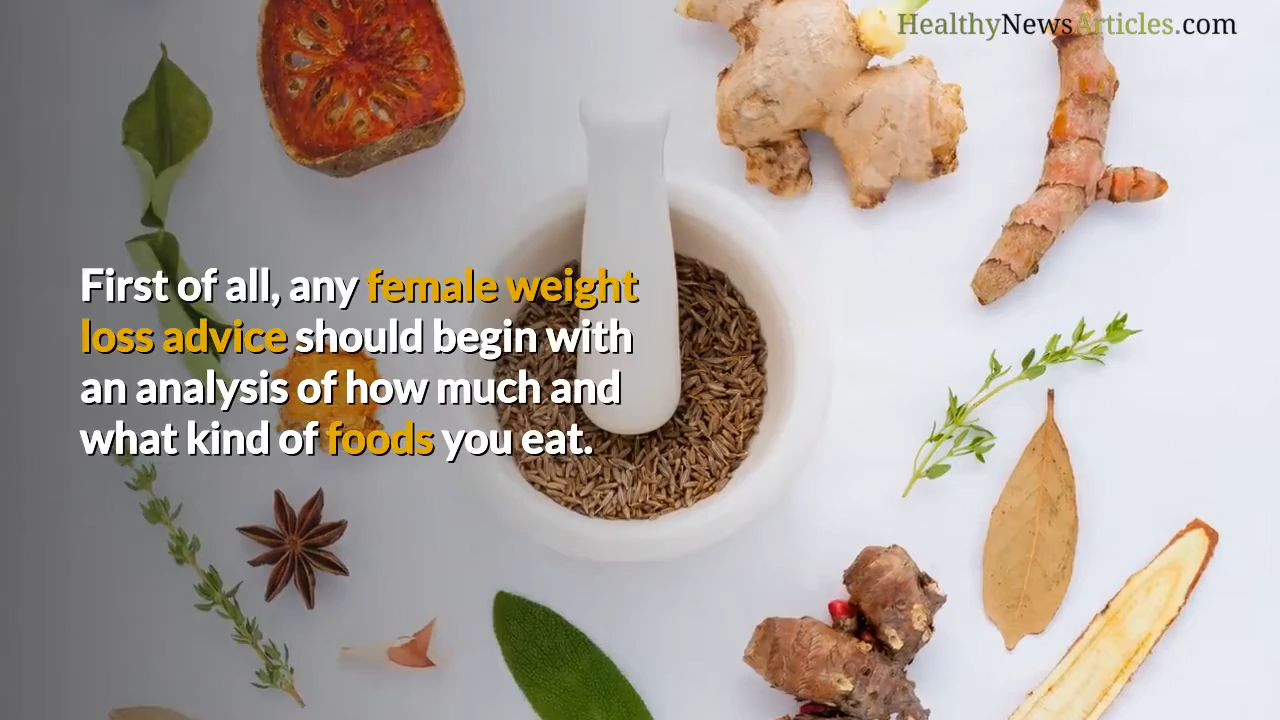 HealthyNewsArticles.com
First of all, any female weight
loss advice should begin with
an analysis of how much and
what kind of foods you eat.